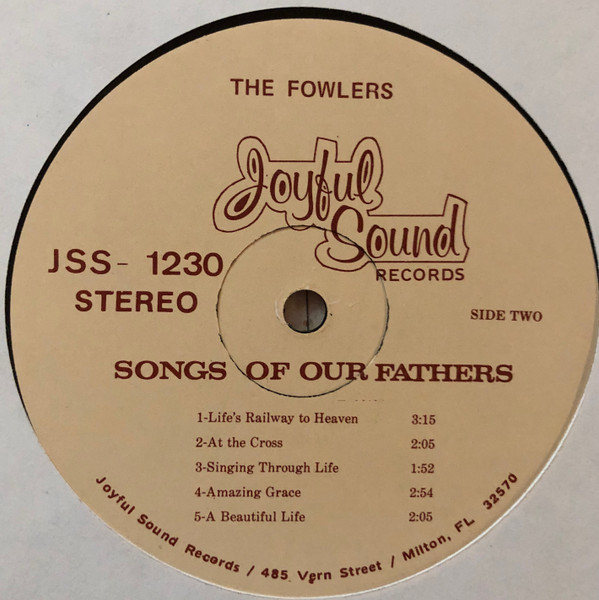 THE FOWLERS
Joyful
Sound
RECORDS
JSS- 1230
STEREO
SIDE TWO
SONGS OF OUR FATHERS
1-Life's Railway to Heaven 3:15
2-At the Cross 2:05
3-Singing Through Life 1:52
4-Amazing Grace 2:54
5-A Beautiful Life 2:05
Joyful Sound Records / 485 Vern Street / Milton, FL 32570